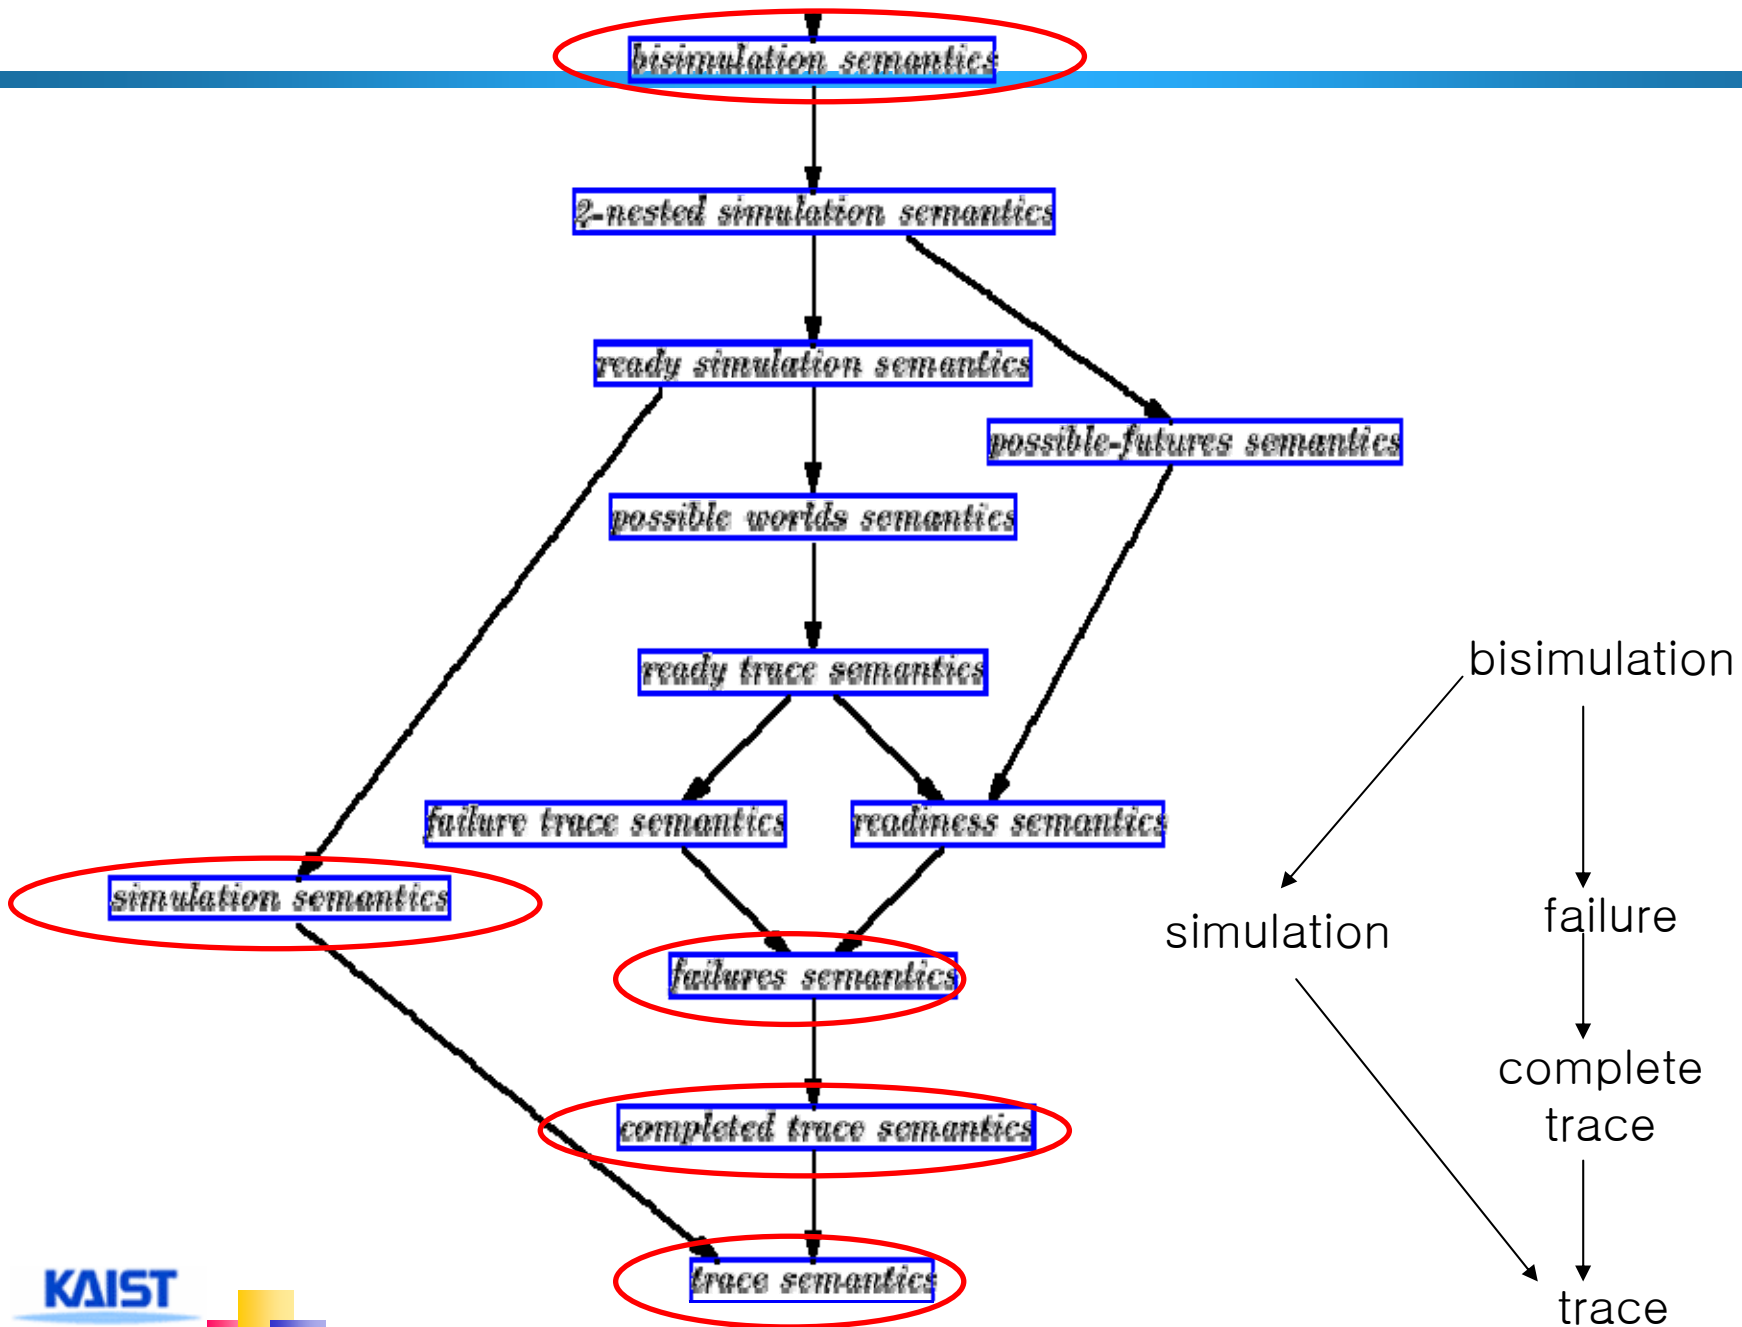 bisimulation semantics
2-nested simulation semantics
ready simulation semantics
possible-futures semantics
possible worlds semantics
ready trace semantics
failure trace semantics
readiness semantics
simulation semantics
failures semantics
completed trace semantics
trace semantics
bisimulation
simulation
failure
complete
trace
trace
KAIST